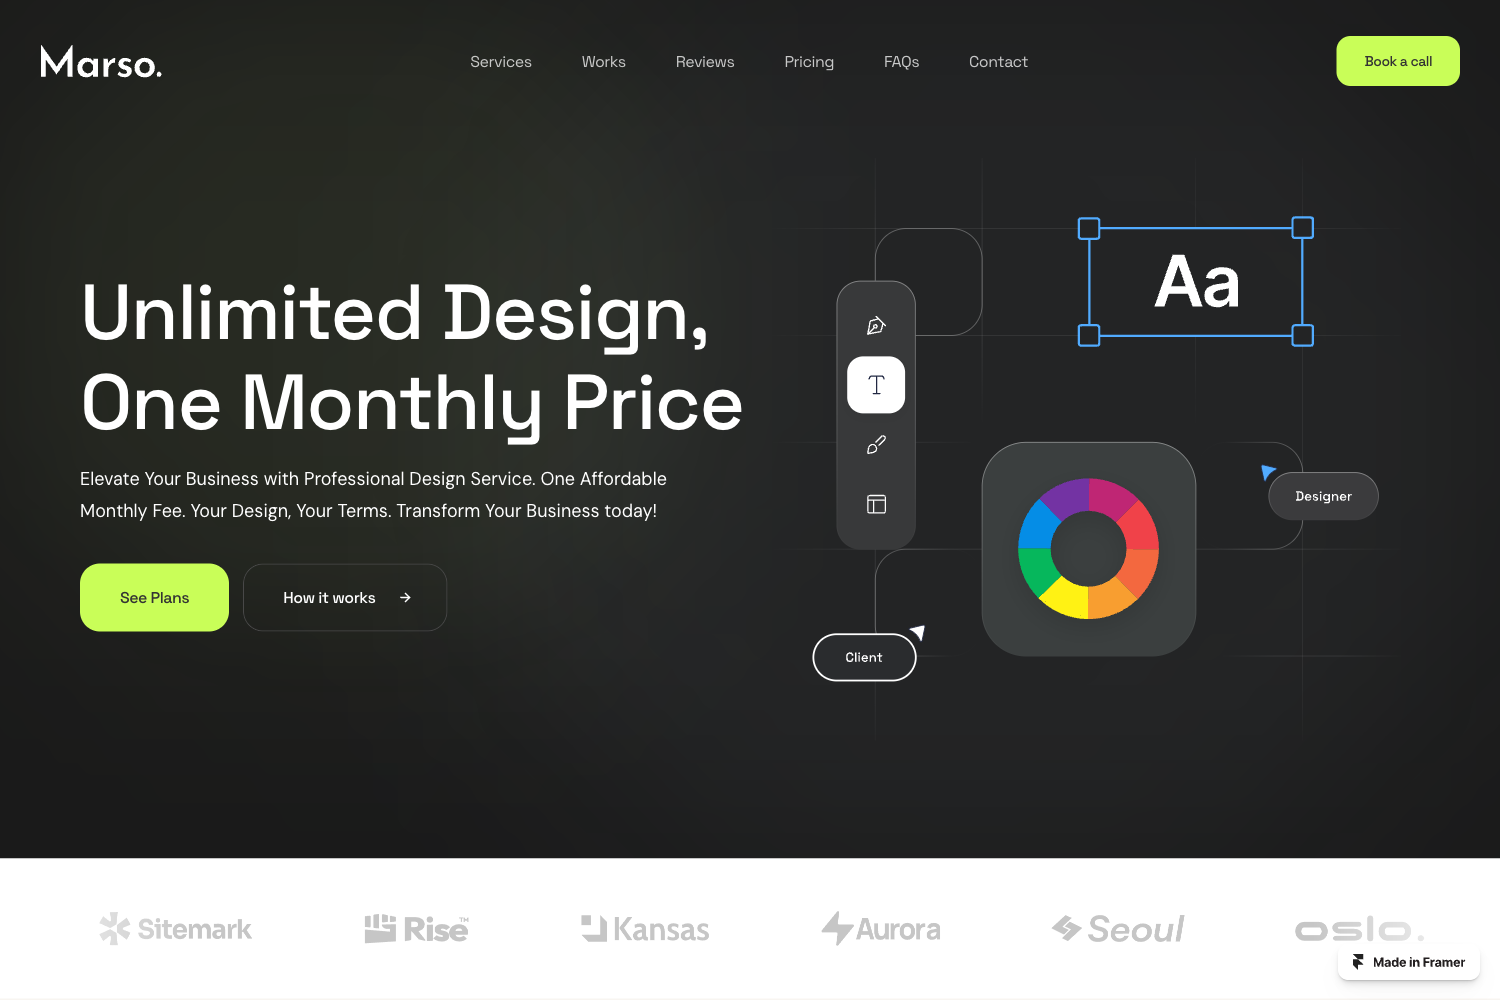 Marso.
Services
Works
Reviews
Pricing
FAQs
Contact
Book a call
Unlimited Design,
One Monthly Price
Elevate Your Business with Professional Design Service. One Affordable
Monthly Fee. Your Design, Your Terms. Transform Your Business today!
See Plans
How it works
Aa
T
Designer
Client
Sitemark
Rise™
Kansas
Aurora
Seoul
oslo.
Made in Framer